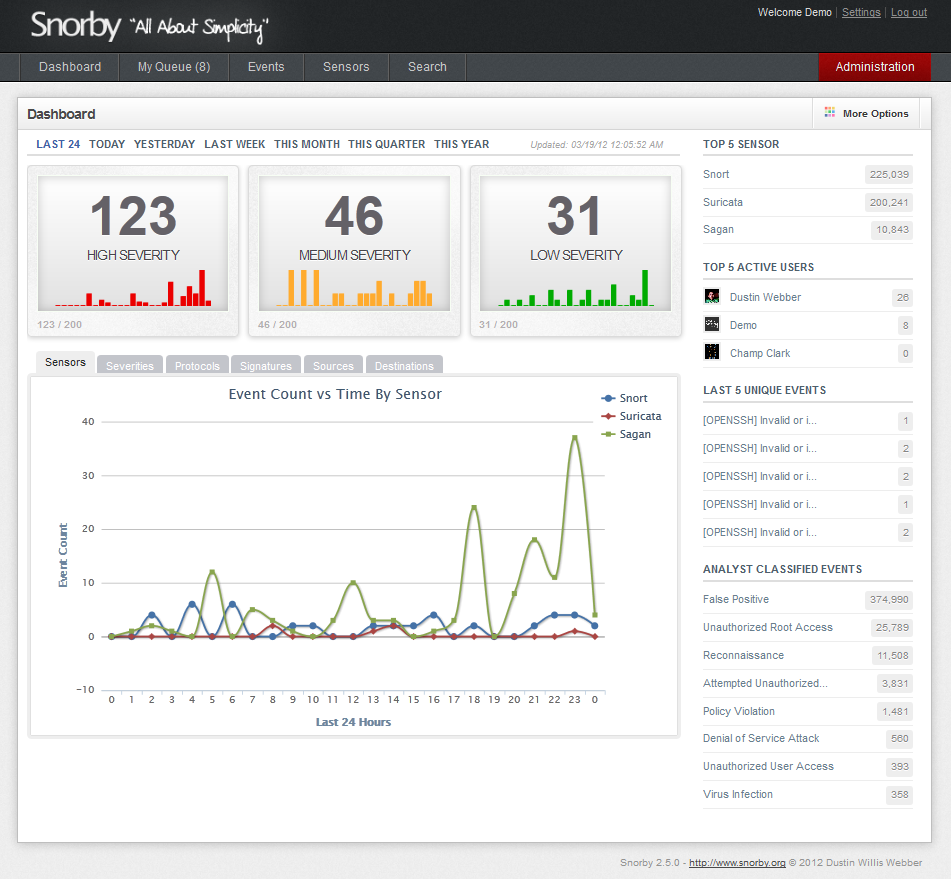 Snorby "All About Simplicity"
Welcome Demo | Settings | Log out
Dashboard My Queue (8) Events Sensors Search Administration
Dashboard
More Options
LAST 24 TODAY YESTERDAY LAST WEEK THIS MONTH THIS QUARTER THIS YEAR
Updated: 03/19/12 12:05:52 AM
123
HIGH SEVERITY
123 / 200
46
MEDIUM SEVERITY
46 / 200
31
LOW SEVERITY
31 / 200
Sensors Severities Protocols Signatures Sources Destinations
Event Count vs Time By Sensor
Snort
Suricata
Sagan
Event Count
40
30
20
10
0
−10
0 1 2 3 4 5 6 7 8 9 10 11 12 13 14 15 16 17 18 19 20 21 22 23 0
Last 24 Hours
TOP 5 SENSOR
Snort 225,039
Suricata 200,241
Sagan 10,843
TOP 5 ACTIVE USERS
Dustin Webber 26
Demo 8
Champ Clark 0
LAST 5 UNIQUE EVENTS
[OPENSSH] Invalid or i... 1
[OPENSSH] Invalid or i... 2
[OPENSSH] Invalid or i... 2
[OPENSSH] Invalid or i... 1
[OPENSSH] Invalid or i... 2
ANALYST CLASSIFIED EVENTS
False Positive 374,990
Unauthorized Root Access 25,789
Reconnaissance 11,508
Attempted Unauthorized... 3,831
Policy Violation 1,481
Denial of Service Attack 560
Unauthorized User Access 393
Virus Infection 358
Snorby 2.5.0 - http://www.snorby.org © 2012 Dustin Willis Webber